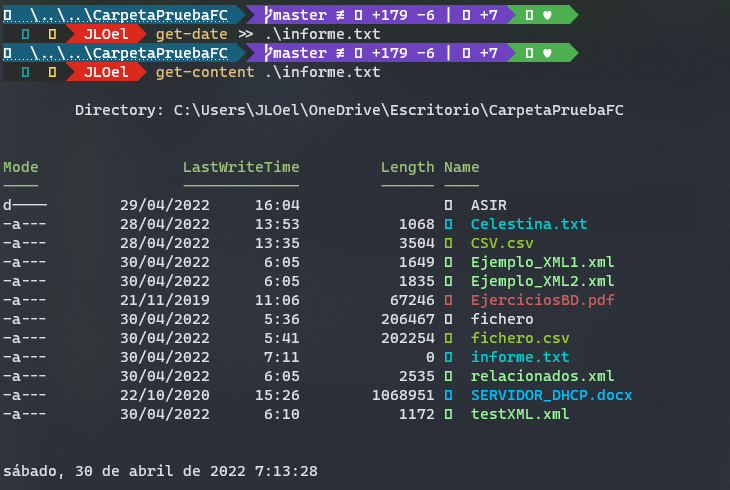 \..\..\CarpetaPruebaFC master ≢ +179 -6 | +7 ♥
JLOel get-date >> .\informe.txt
\..\..\CarpetaPruebaFC master ≢ +179 -6 | +7 ♥
JLOel get-content .\informe.txt
Directory: C:\Users\JLOel\OneDrive\Escritorio\CarpetaPruebaFC
Mode LastWriteTime Length Name
---- ------------- ------ ----
d---- 29/04/2022 16:04 ASIR
-a--- 28/04/2022 13:53 1068 Celestina.txt
-a--- 28/04/2022 13:35 3504 CSV.csv
-a--- 30/04/2022 6:05 1649 Ejemplo_XML1.xml
-a--- 30/04/2022 6:05 1835 Ejemplo_XML2.xml
-a--- 21/11/2019 11:06 67246 EjerciciosBD.pdf
-a--- 30/04/2022 5:36 206467 fichero
-a--- 30/04/2022 5:41 202254 fichero.csv
-a--- 30/04/2022 7:11 0 informe.txt
-a--- 30/04/2022 6:05 2535 relacionados.xml
-a--- 22/10/2020 15:26 1068951 SERVIDOR_DHCP.docx
-a--- 30/04/2022 6:10 1172 testXML.xml
sábado, 30 de abril de 2022 7:13:28